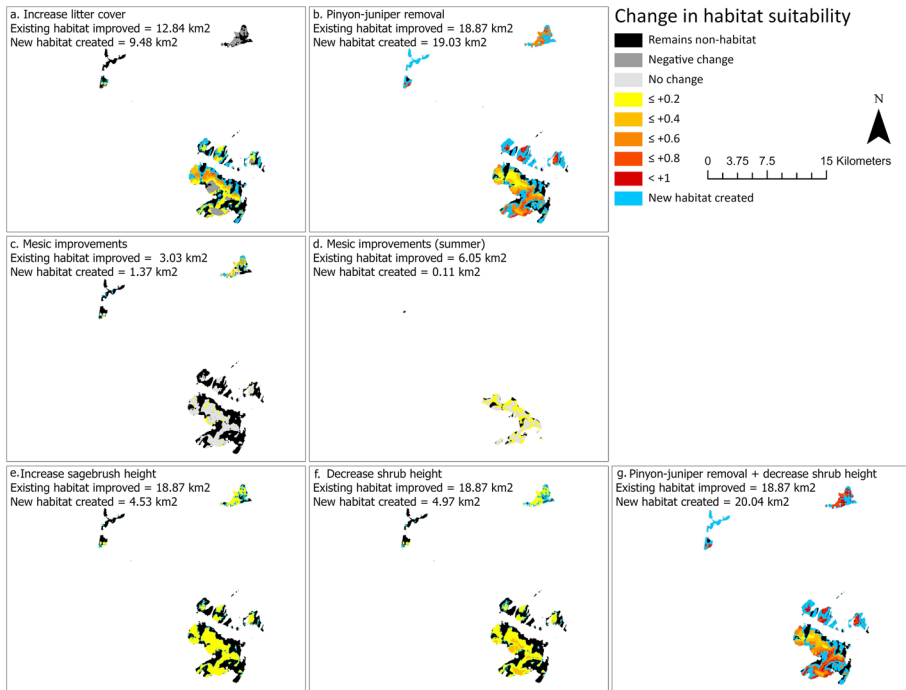 a. Increase litter cover
Existing habitat improved = 12.84 km2
New habitat created = 9.48 km2
b. Pinyon-juniper removal
Existing habitat improved = 18.87 km2
New habitat created = 19.03 km2
Change in habitat suitability
Remains non-habitat
Negative change
No change
≤ +0.2
≤ +0.4
≤ +0.6
≤ +0.8
< +1
New habitat created
N
0 3.75 7.5 15 Kilometers
c. Mesic improvements
Existing habitat improved = 3.03 km2
New habitat created = 1.37 km2
d. Mesic improvements (summer)
Existing habitat improved = 6.05 km2
New habitat created = 0.11 km2
e.Increase sagebrush height
Existing habitat improved = 18.87 km2
New habitat created = 4.53 km2
f. Decrease shrub height
Existing habitat improved = 18.87 km2
New habitat created = 4.97 km2
g. Pinyon-juniper removal + decrease shrub height
Existing habitat improved = 18.87 km2
New habitat created = 20.04 km2